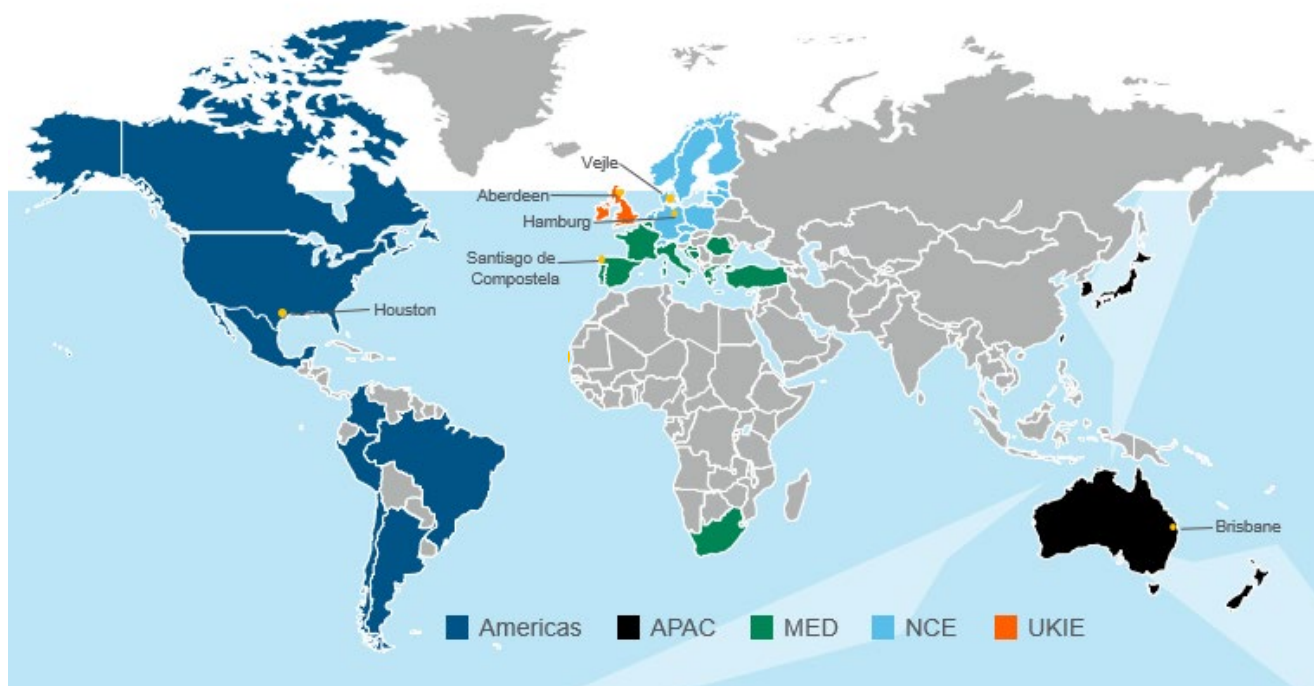 Vejle
Aberdeen
Hamburg
Santiago de
Compostela
Houston
Brisbane
Americas
APAC
MED
NCE
UKIE